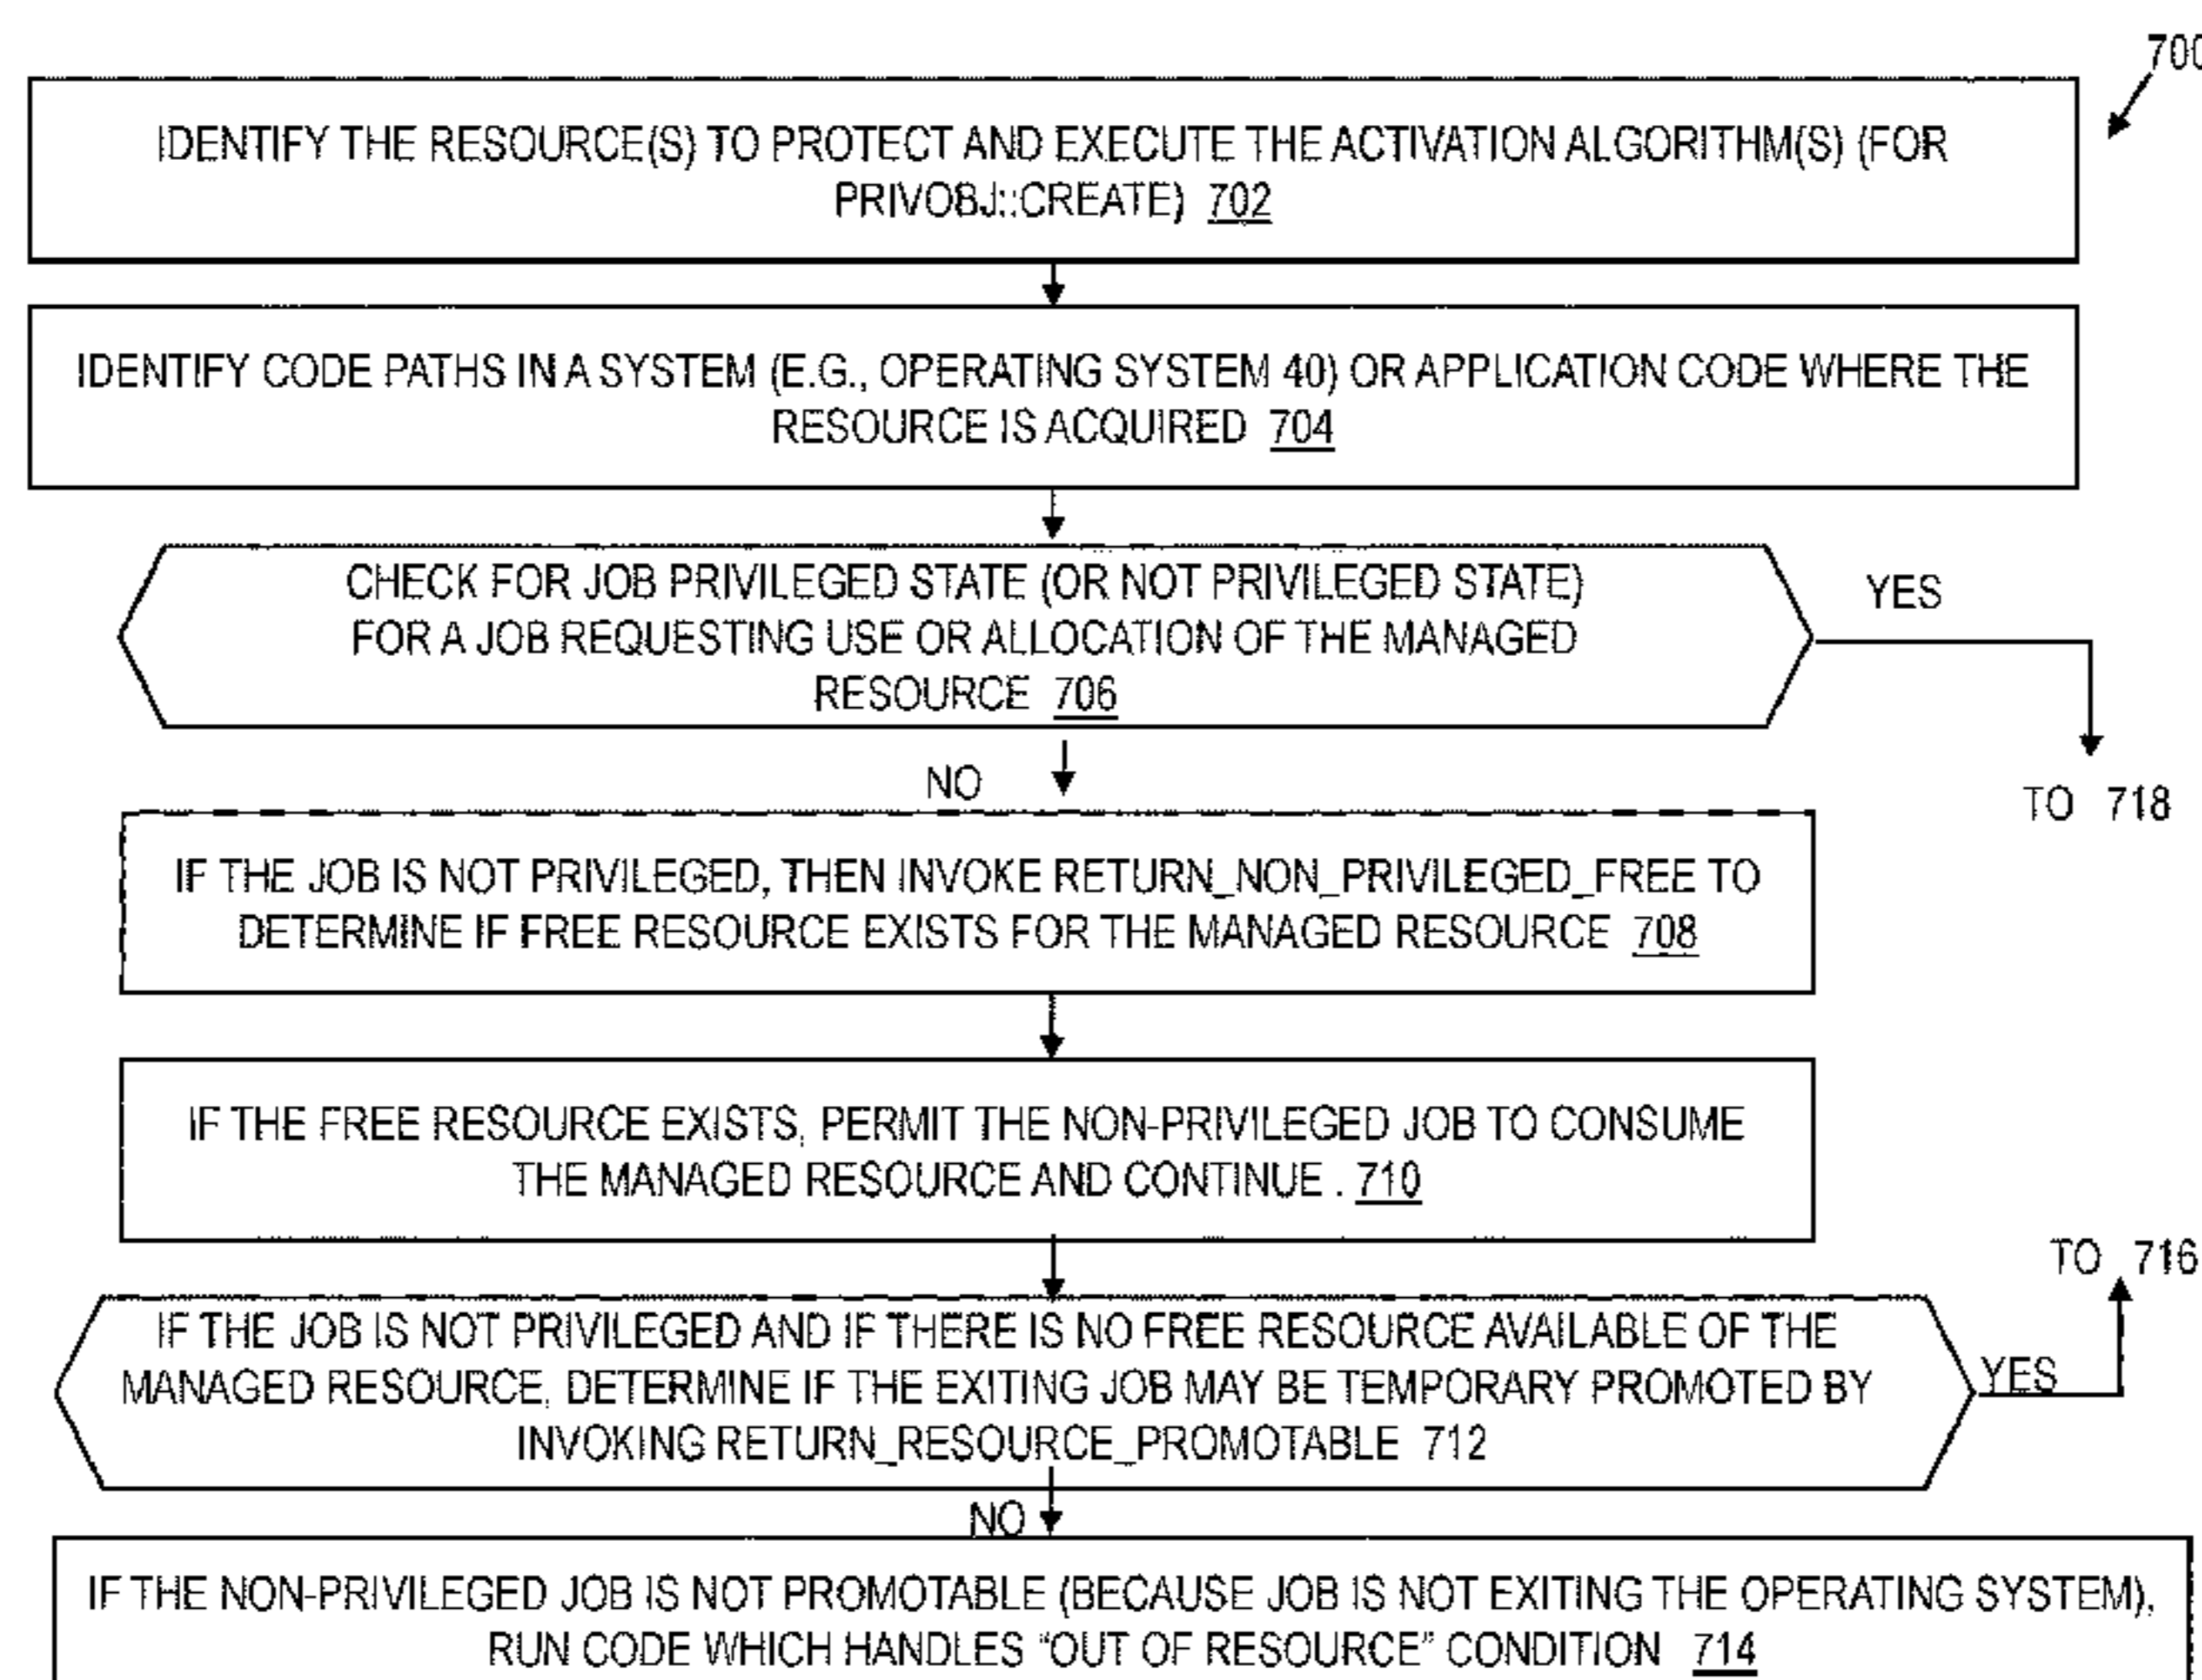 700
IDENTIFY THE RESOURCE(S) TO PROTECT AND EXECUTE THE ACTIVATION ALGORITHM(S) (FOR
PRIVOBJ::CREATE) 702
IDENTIFY CODE PATHS IN A SYSTEM (E.G., OPERATING SYSTEM 40) OR APPLICATION CODE WHERE THE
RESOURCE IS ACQUIRED 704
CHECK FOR JOB PRIVILEGED STATE (OR NOT PRIVILEGED STATE)
FOR A JOB REQUESTING USE OR ALLOCATION OF THE MANAGED
RESOURCE 706
YES
TO 718
NO
IF THE JOB IS NOT PRIVILEGED, THEN INVOKE RETURN_NON_PRIVILEGED_FREE TO
DETERMINE IF FREE RESOURCE EXISTS FOR THE MANAGED RESOURCE 708
IF THE FREE RESOURCE EXISTS, PERMIT THE NON-PRIVILEGED JOB TO CONSUME
THE MANAGED RESOURCE AND CONTINUE . 710
TO 716
IF THE JOB IS NOT PRIVILEGED AND IF THERE IS NO FREE RESOURCE AVAILABLE OF THE
MANAGED RESOURCE, DETERMINE IF THE EXITING JOB MAY BE TEMPORARY PROMOTED BY
INVOKING RETURN_RESOURCE_PROMOTABLE 712
YES
NO
IF THE NON-PRIVILEGED JOB IS NOT PROMOTABLE (BECAUSE JOB IS NOT EXITING THE OPERATING SYSTEM),
RUN CODE WHICH HANDLES "OUT OF RESOURCE" CONDITION 714